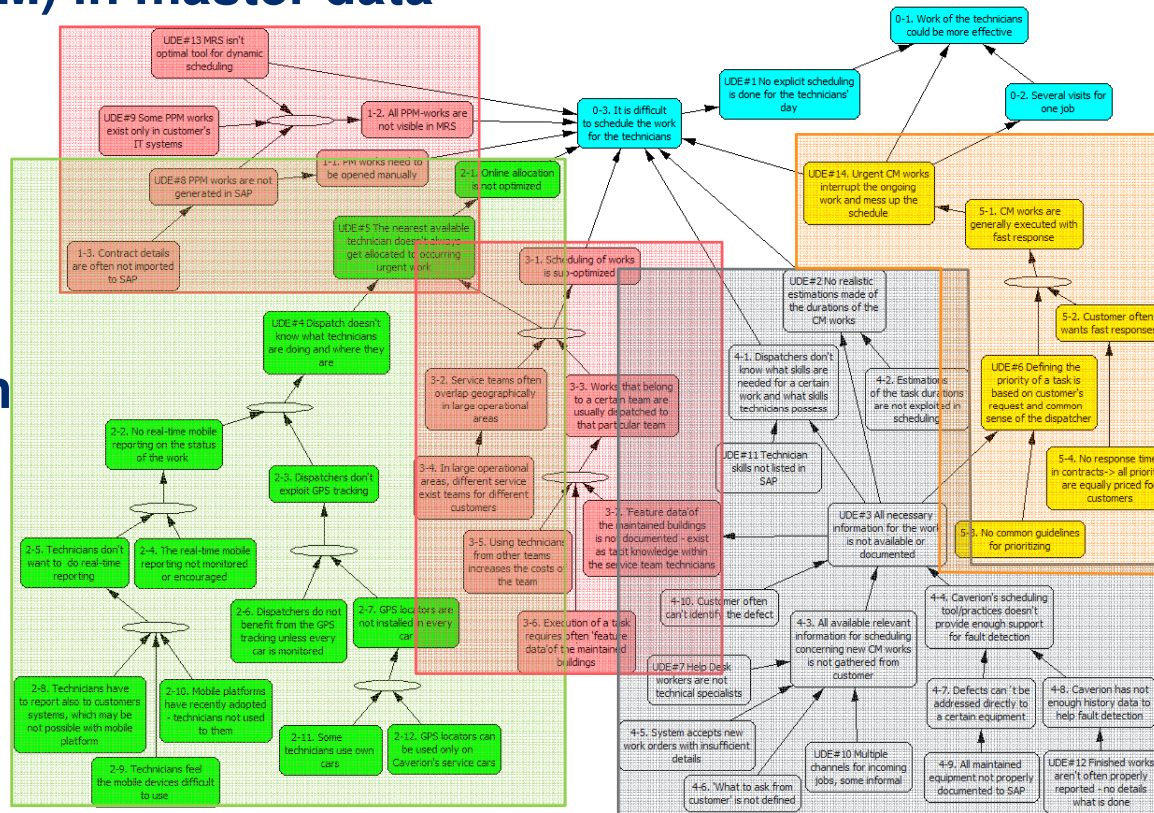 M) in master data
n
0-1. Work of the technicians
could be more effective
UDE#13 MRS isn't
optimal tool for dynamic
scheduling
UDE#1 No explicit scheduling
is done for the technicians'
day
0-2. Several visits for
one job
UDE#9 Some PPM works
exist only in customer's
IT systems
1-2. All PPM-works are
not visible in MRS
0-3. It is difficult
to schedule the work
for the technicians
1-1. PM works need to
be opened manually
UDE#8 PPM works are not
generated in SAP
2-1. Online allocation
is not optimized
UDE#14. Urgent CM works
interrupt the ongoing
work and mess up the
schedule
5-1. CM works are
generally executed with
fast response
1-3. Contract details
are often not imported
to SAP
UDE#5 The nearest available
technician doesn't always
get allocated to occurring
urgent work
3-1. Scheduling of works
is sub-optimized
UDE#2 No realistic
estimations made of
the durations of the
CM works
5-2. Customer often
wants fast responses
UDE#4 Dispatch doesn't
know what technicians
are doing and where they
are
4-1. Dispatchers don't
know what skills are
needed for a certain
work and what skills
technicians possess
4-2. Estimations
of the task durations
are not exploited in
scheduling
UDE#6 Defining the
priority of a task is
based on customer's
request and common
sense of the dispatcher
3-2. Service teams often
overlap geographically
in large operational
areas
3-3. Works that belong
to a certain team are
usually dispatched to
that particular team
2-2. No real-time mobile
reporting on the status
of the work
2-3. Dispatchers don't
exploit GPS tracking
3-4. In large operational
areas, different service
exist teams for different
customers
UDE#11 Technician
skills not listed in
SAP
5-4. No response time
in contracts-> all priorit
are equally priced for
customers
3-7. 'Feature data'of
the maintained buildings
is not documented - exist
as tacit knowledge within
the service team technicians
UDE#3 All necessary
information for the work
is not available or
documented
5-3. No common guidelines
for prioritizing
2-5. Technicians don't
want to do real-time
reporting
2-4. The real-time mobile
reporting not monitored
or encouraged
3-5. Using technicians
from other teams
increases the costs of
the team
2-6. Dispatchers do not
benefit from the GPS
tracking unless every
car is monitored
2-7. GPS locators are
not installed in every
car
3-6. Execution of a task
requires often 'feature
data'of the maintained
buildings
4-10. Customer often
can't identify the defect
4-3. All available relevant
information for scheduling
concerning new CM works
is not gathered from
customer
4-4. Caverion's scheduling
tool/practices doesn't
provide enough support
for fault detection
UDE#7 Help Desk
workers are not
technical specialists
2-8. Technicians have
to report also to customers
systems, which may be
not possible with mobile
platform
2-10. Mobile platforms
have recently adopted
- technicians not used
to them
4-7. Defects can't be
addressed directly to
a certain equipment
4-8. Caverion has not
enough history data to
help fault detection
2-11. Some
technicians use own
cars
2-12. GPS locators can
be used only on
Caverion's service cars
4-5. System accepts new
work orders with insufficient
details
UDE#10 Multiple
channels for incoming
jobs, some informal
2-9. Technicians feel
the mobile devices difficult
to use
4-6. 'What to ask from
customer' is not defined
4-9. All maintained
equipment not properly
documented to SAP
UDE#12 Finished works
aren't often properly
reported - no details
what is done